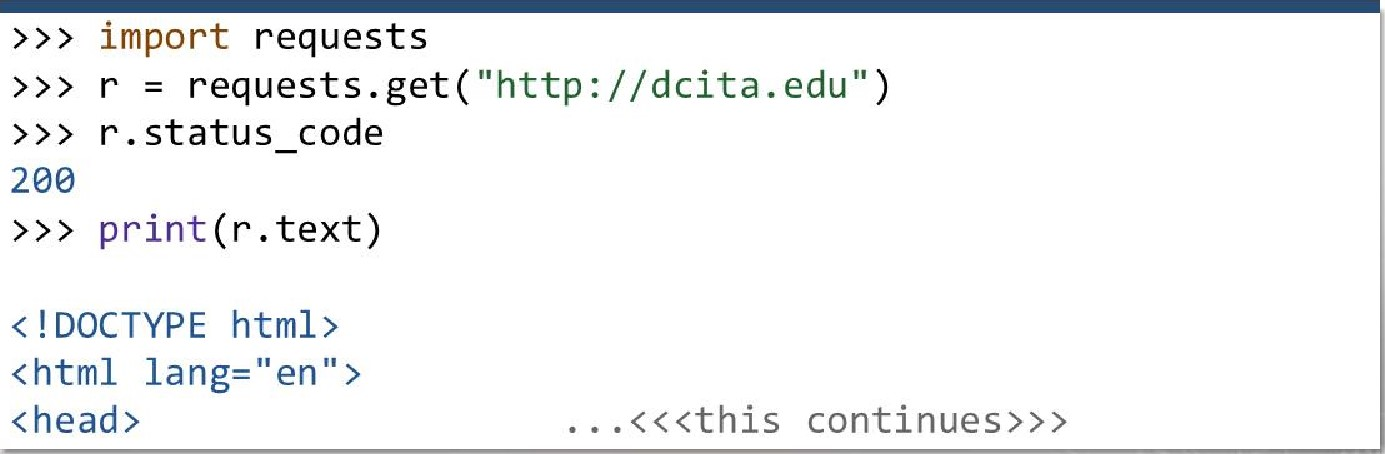 >>> import requests
>>> r = requests.get("http://dcita.edu")
>>> r.status_code
200
>>> print(r.text)
<!DOCTYPE html>
<html lang="en">
<head> ...<<<this continues>>>